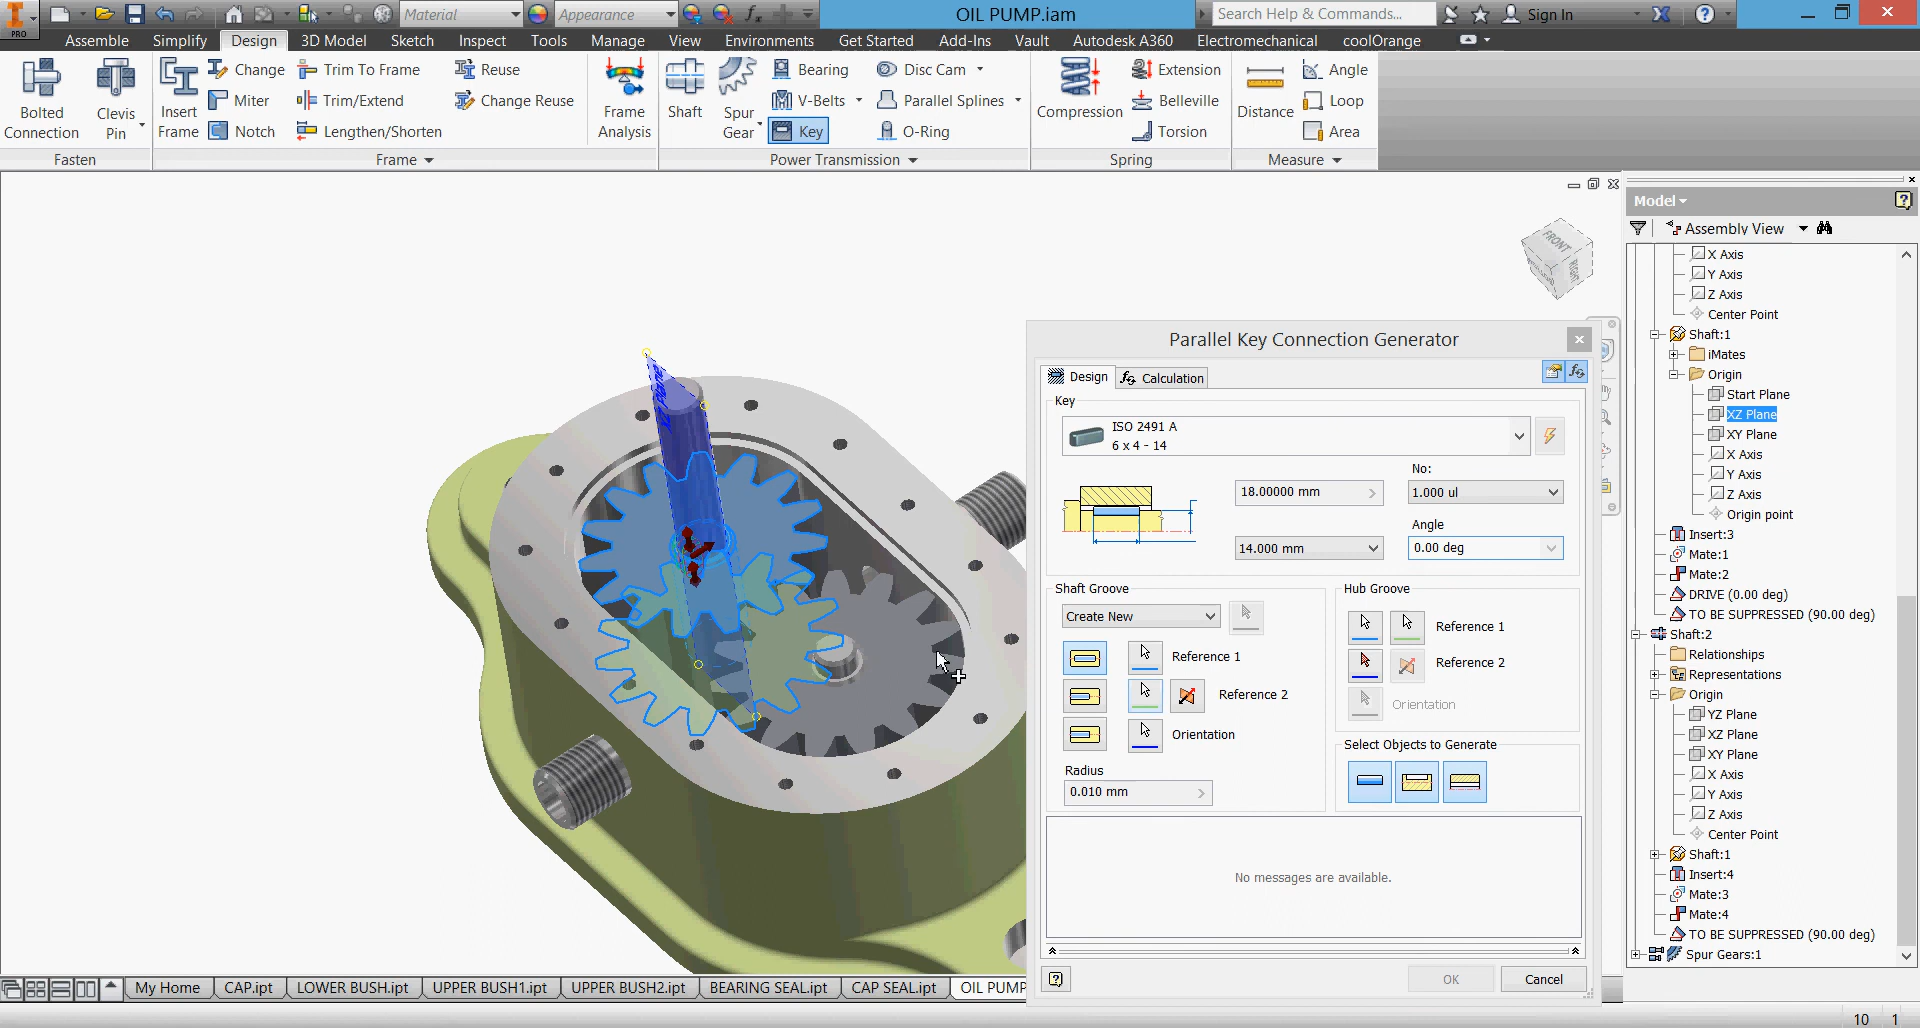 PRO
Material
Appearance
OIL PUMP.iam
Search Help & Commands...
Sign In
Assemble Simplify Design 3D Model Sketch Inspect Tools Manage View Environments Get Started Add-Ins Vault Autodesk A360 Electromechanical coolOrange
Bolted Connection
Clevis Pin
Insert Frame
Change
Miter
Notch
Trim To Frame
Trim/Extend
Lengthen/Shorten
Reuse
Change Reuse
Frame Analysis
Shaft
Spur Gear
Bearing
V-Belts
Key
Disc Cam
Parallel Splines
O-Ring
Compression
Extension
Belleville
Torsion
Distance
Angle
Loop
Area
Fasten
Frame
Power Transmission
Spring
Measure
FRONT
Model
Assembly View
X Axis
Y Axis
Z Axis
Center Point
Shaft:1
iMates
Origin
Start Plane
XZ Plane
XY Plane
X Axis
Y Axis
Z Axis
Origin point
Insert:3
Mate:1
Mate:2
DRIVE (0.00 deg)
TO BE SUPPRESSED (90.00 deg)
Shaft:2
Relationships
Representations
Origin
YZ Plane
XZ Plane
XY Plane
X Axis
Y Axis
Z Axis
Center Point
Shaft:1
Insert:4
Mate:3
Mate:4
TO BE SUPPRESSED (90.00 deg)
Spur Gears:1
Parallel Key Connection Generator
Design
Calculation
Key
ISO 2491 A
6 x 4 - 14
18.00000 mm
No:
1.000 ul
14.000 mm
Angle
0.00 deg
Shaft Groove
Create New
Reference 1
Reference 2
Orientation
Radius
0.010 mm
Hub Groove
Reference 1
Reference 2
Orientation
Select Objects to Generate
No messages are available.
OK
Cancel
My Home
CAP.ipt
LOWER BUSH.ipt
UPPER BUSH1.ipt
UPPER BUSH2.ipt
BEARING SEAL.ipt
CAP SEAL.ipt
OIL PUMP
10 1